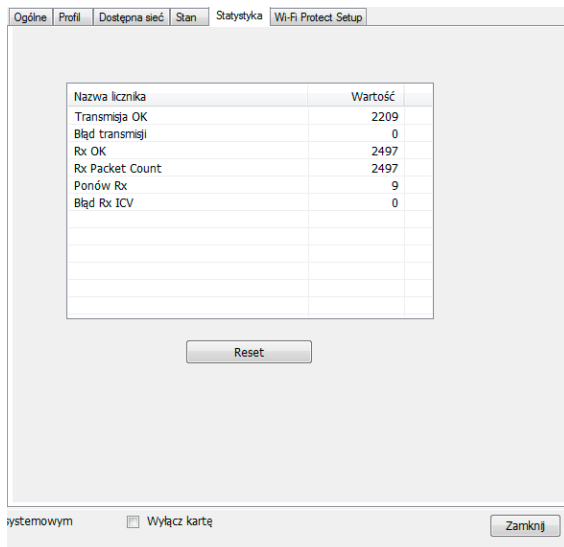 Ogólne Profil Dostępna sieć Stan Statystyka Wi-Fi Protect Setup
Nazwa licznika Wartość
Transmisja OK 2209
Błąd transmisji 0
Rx OK 2497
Rx Packet Count 2497
Ponów Rx 9
Błąd Rx ICV 0
Reset
systemowym Wyłącz kartę Zamknij